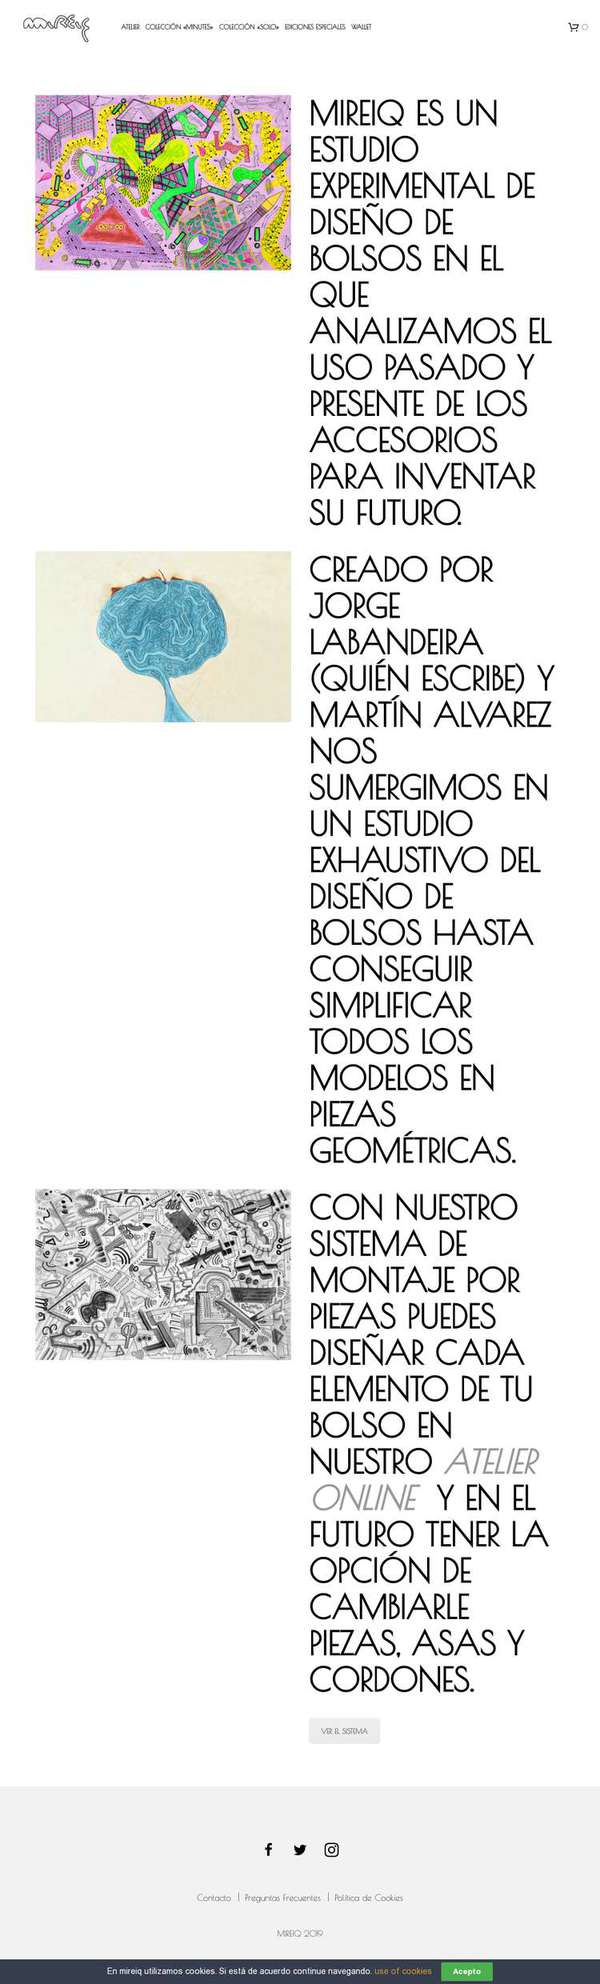 MIREIQ
ATELIER COLECCIÓN «MINUTES» COLECCIÓN «SOLO» EDICIONES ESPECIALES WALLET
0
MIREIQ ES UN
ESTUDIO
EXPERIMENTAL DE
DISEÑO DE
BOLSOS EN EL
QUE
ANALIZAMOS EL
USO PASADO Y
PRESENTE DE LOS
ACCESORIOS
PARA INVENTAR
SU FUTURO.
CREADO POR
JORGE
LABANDEIRA
(QUIÉN ESCRIBE) Y
MARTÍN ALVAREZ
NOS
SUMERGIMOS EN
UN ESTUDIO
EXHAUSTIVO DEL
DISEÑO DE
BOLSOS HASTA
CONSEGUIR
SIMPLIFICAR
TODOS LOS
MODELOS EN
PIEZAS
GEOMÉTRICAS.
CON NUESTRO
SISTEMA DE
MONTAJE POR
PIEZAS PUEDES
DISEÑAR CADA
ELEMENTO DE TU
BOLSO EN
NUESTRO ATELIER
ONLINE Y EN EL
FUTURO TENER LA
OPCIÓN DE
CAMBIARLE
PIEZAS, ASAS Y
CORDONES.
VER EL SISTEMA
Contacto | Preguntas Frecuentes | Política de Cookies
MIREIQ 2019
En mireiq utilizamos cookies. Si está de acuerdo continue navegando. use of cookies Acepto